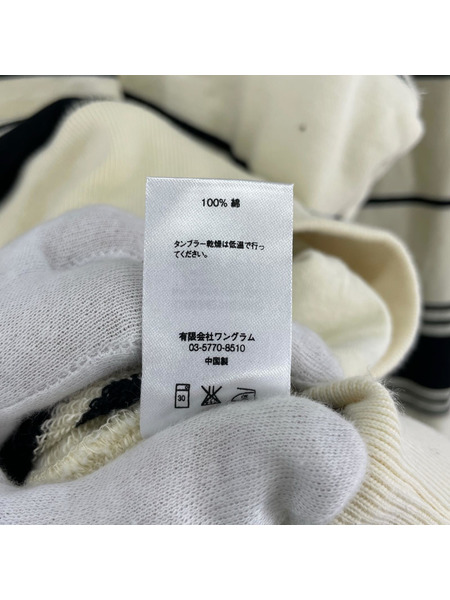 100% 綿
タンブラー乾燥は低温で行っ
てください。
有限会社ワングラム
03-5770-8510
中国製
30